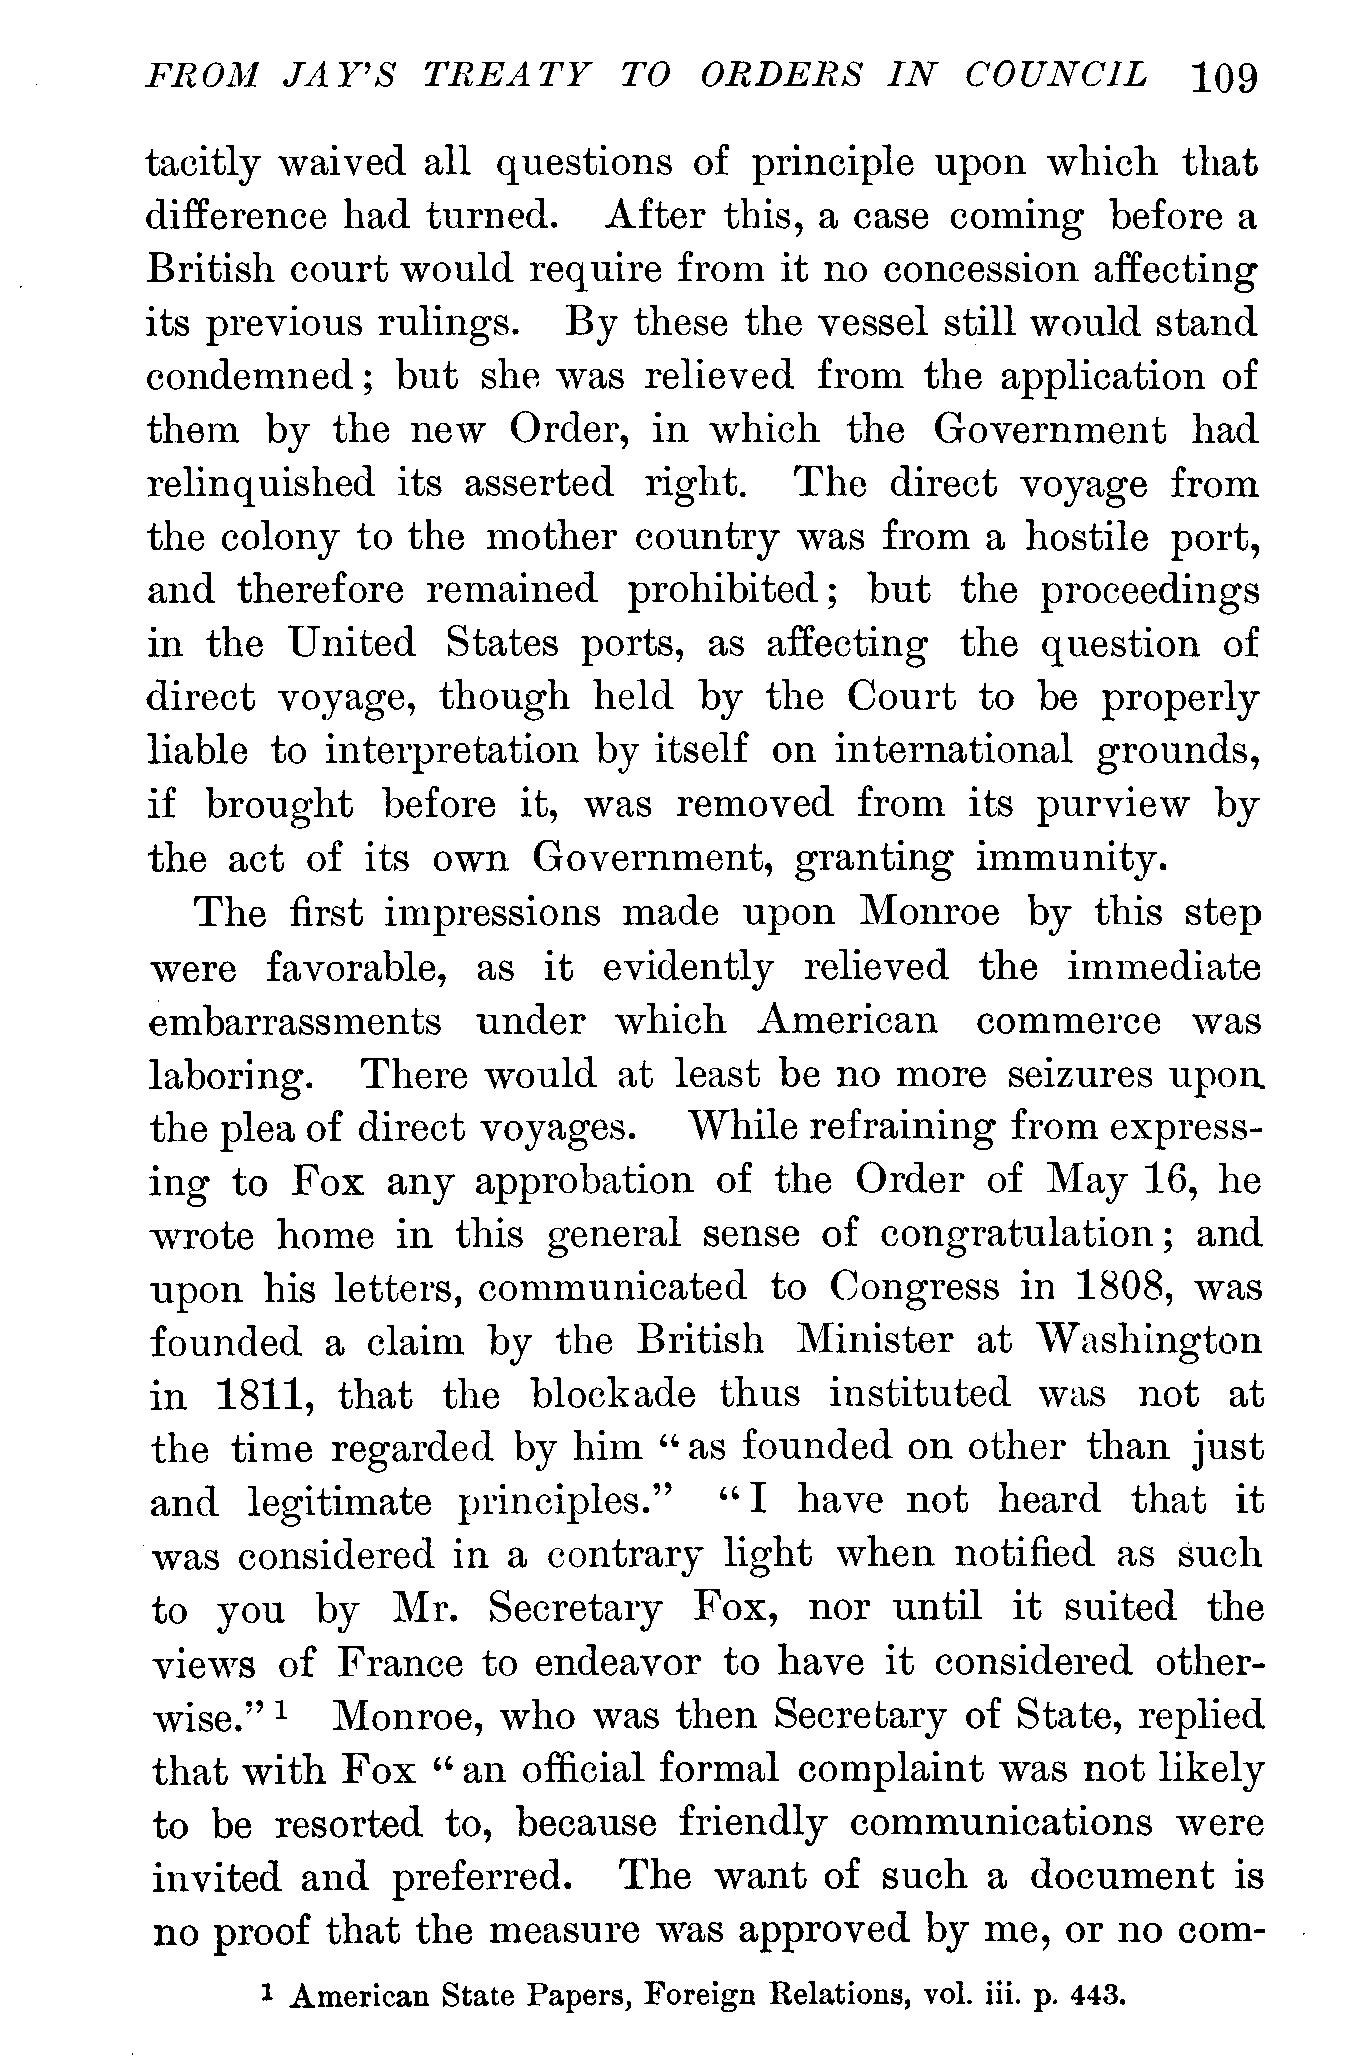 FROM JAY'S TREATY TO ORDERS IN COUNCIL 109
tacitly waived all questions of principle upon which that
difference had turned. After this, a case coming before a
British court would require from it no concession affecting
its previous rulings. By these the vessel still would stand
condemned; but she was relieved from the application of
them by the new Order, in which the Government had
relinquished its asserted right. The direct voyage from
the colony to the mother country was from a hostile port,
and therefore remained prohibited; but the proceedings
in the United States ports, as affecting the question of
direct voyage, though held by the Court to be properly
liable to interpretation by itself on international grounds,
if brought before it, was removed from its purview by
the act of its own Government, granting immunity.
The first impressions made upon Monroe by this step
were favorable, as it evidently relieved the immediate
embarrassments under which American commerce was
laboring. There would at least be no more seizures upon
the plea of direct voyages. While refraining from express-
ing to Fox any approbation of the Order of May 16, he
wrote home in this general sense of congratulation; and
upon his letters, communicated to Congress in 1808, was
founded a claim by the British Minister at Washington
in 1811, that the blockade thus instituted was not at
the time regarded by him "as founded on other than just
and legitimate principles." "I have not heard that it
was considered in a contrary light when notified as such
to you by Mr. Secretary Fox, nor until it suited the
views of France to endeavor to have it considered other-
wise." 1 Monroe, who was then Secretary of State, replied
that with Fox "an official formal complaint was not likely
to be resorted to, because friendly communications were
invited and preferred. The want of such a document is
no proof that the measure was approved by me, or no com-
1 American State Papers, Foreign Relations, vol. iii. p. 443.